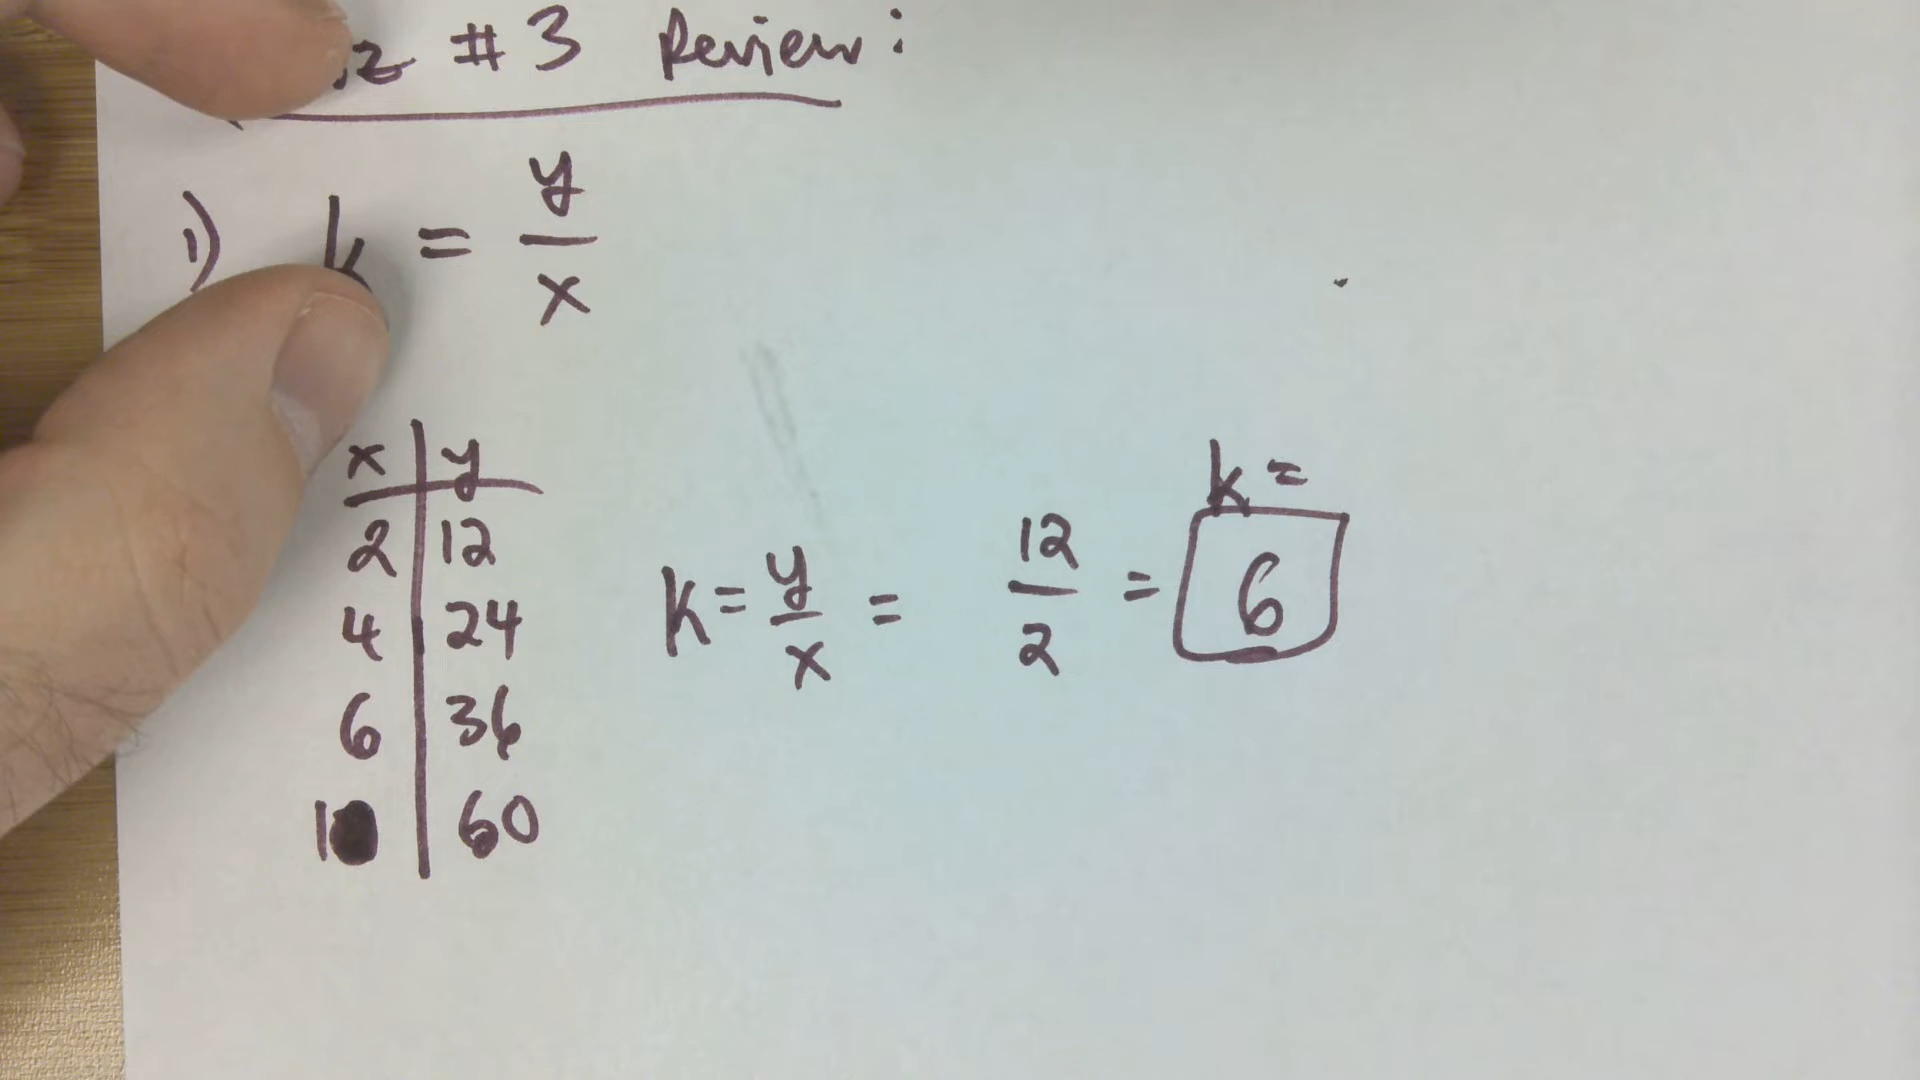 #3 Review:
1) k = y/x
x | y
2 | 12
4 | 24
6 | 36
10 | 60
k = y/x = 12/2 = 6
k =